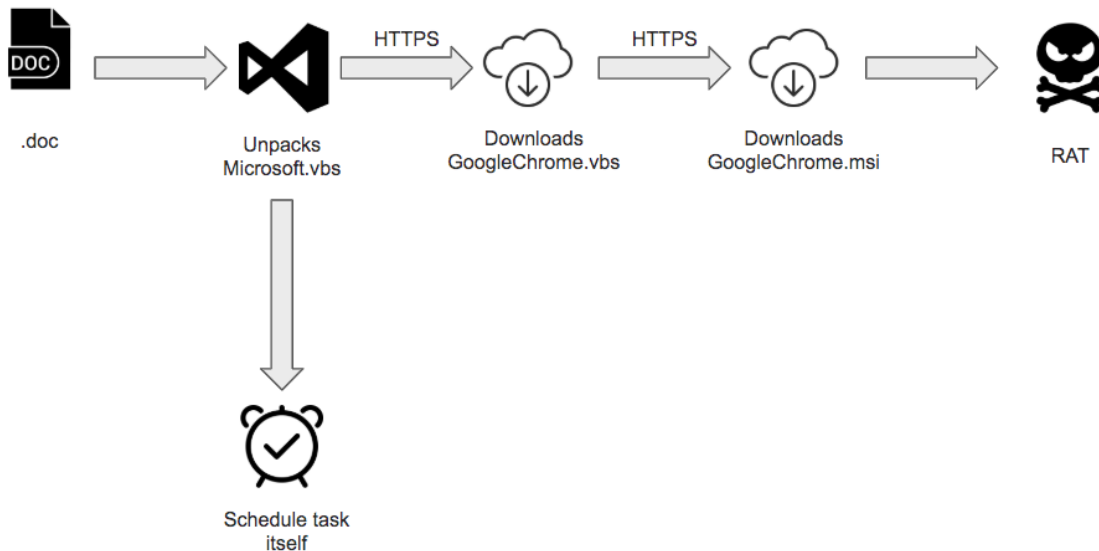 HTTPS
HTTPS
DOC
.doc
Unpacks
Microsoft.vbs
Downloads
GoogleChrome.vbs
Downloads
GoogleChrome.msi
RAT
Schedule task
itself